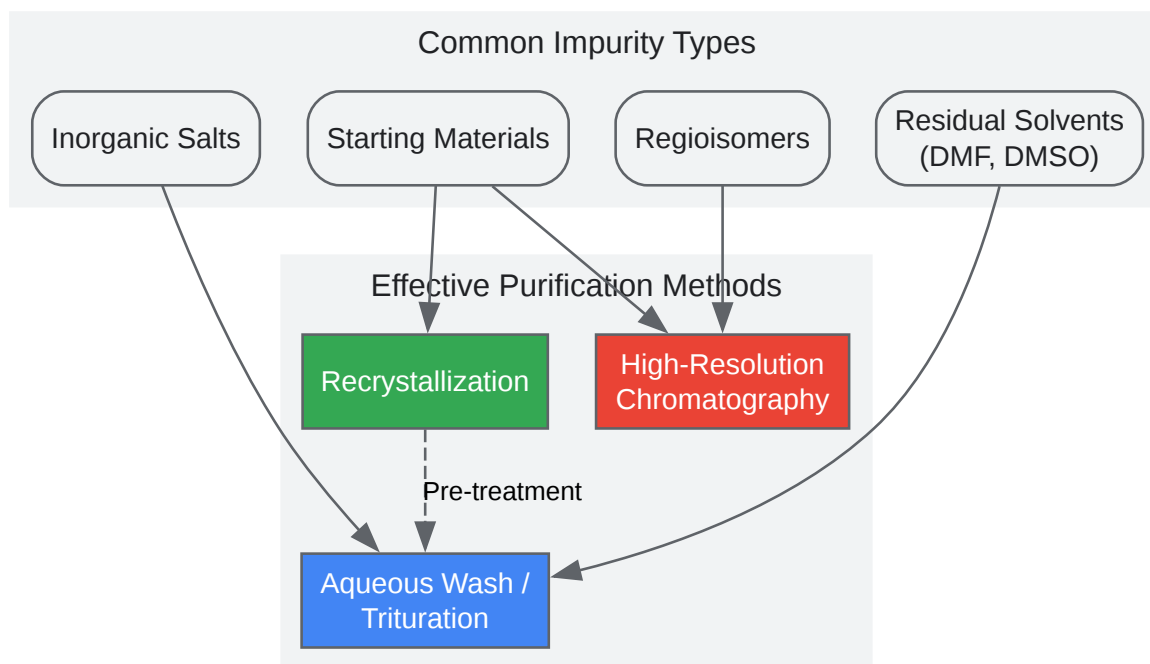 Common Impurity Types
Inorganic Salts
Starting Materials
Regioisomers
Residual Solvents
(DMF, DMSO)
Effective Purification Methods
Recrystallization
High-Resolution
Chromatography
Pre-treatment
Aqueous Wash /
Trituration